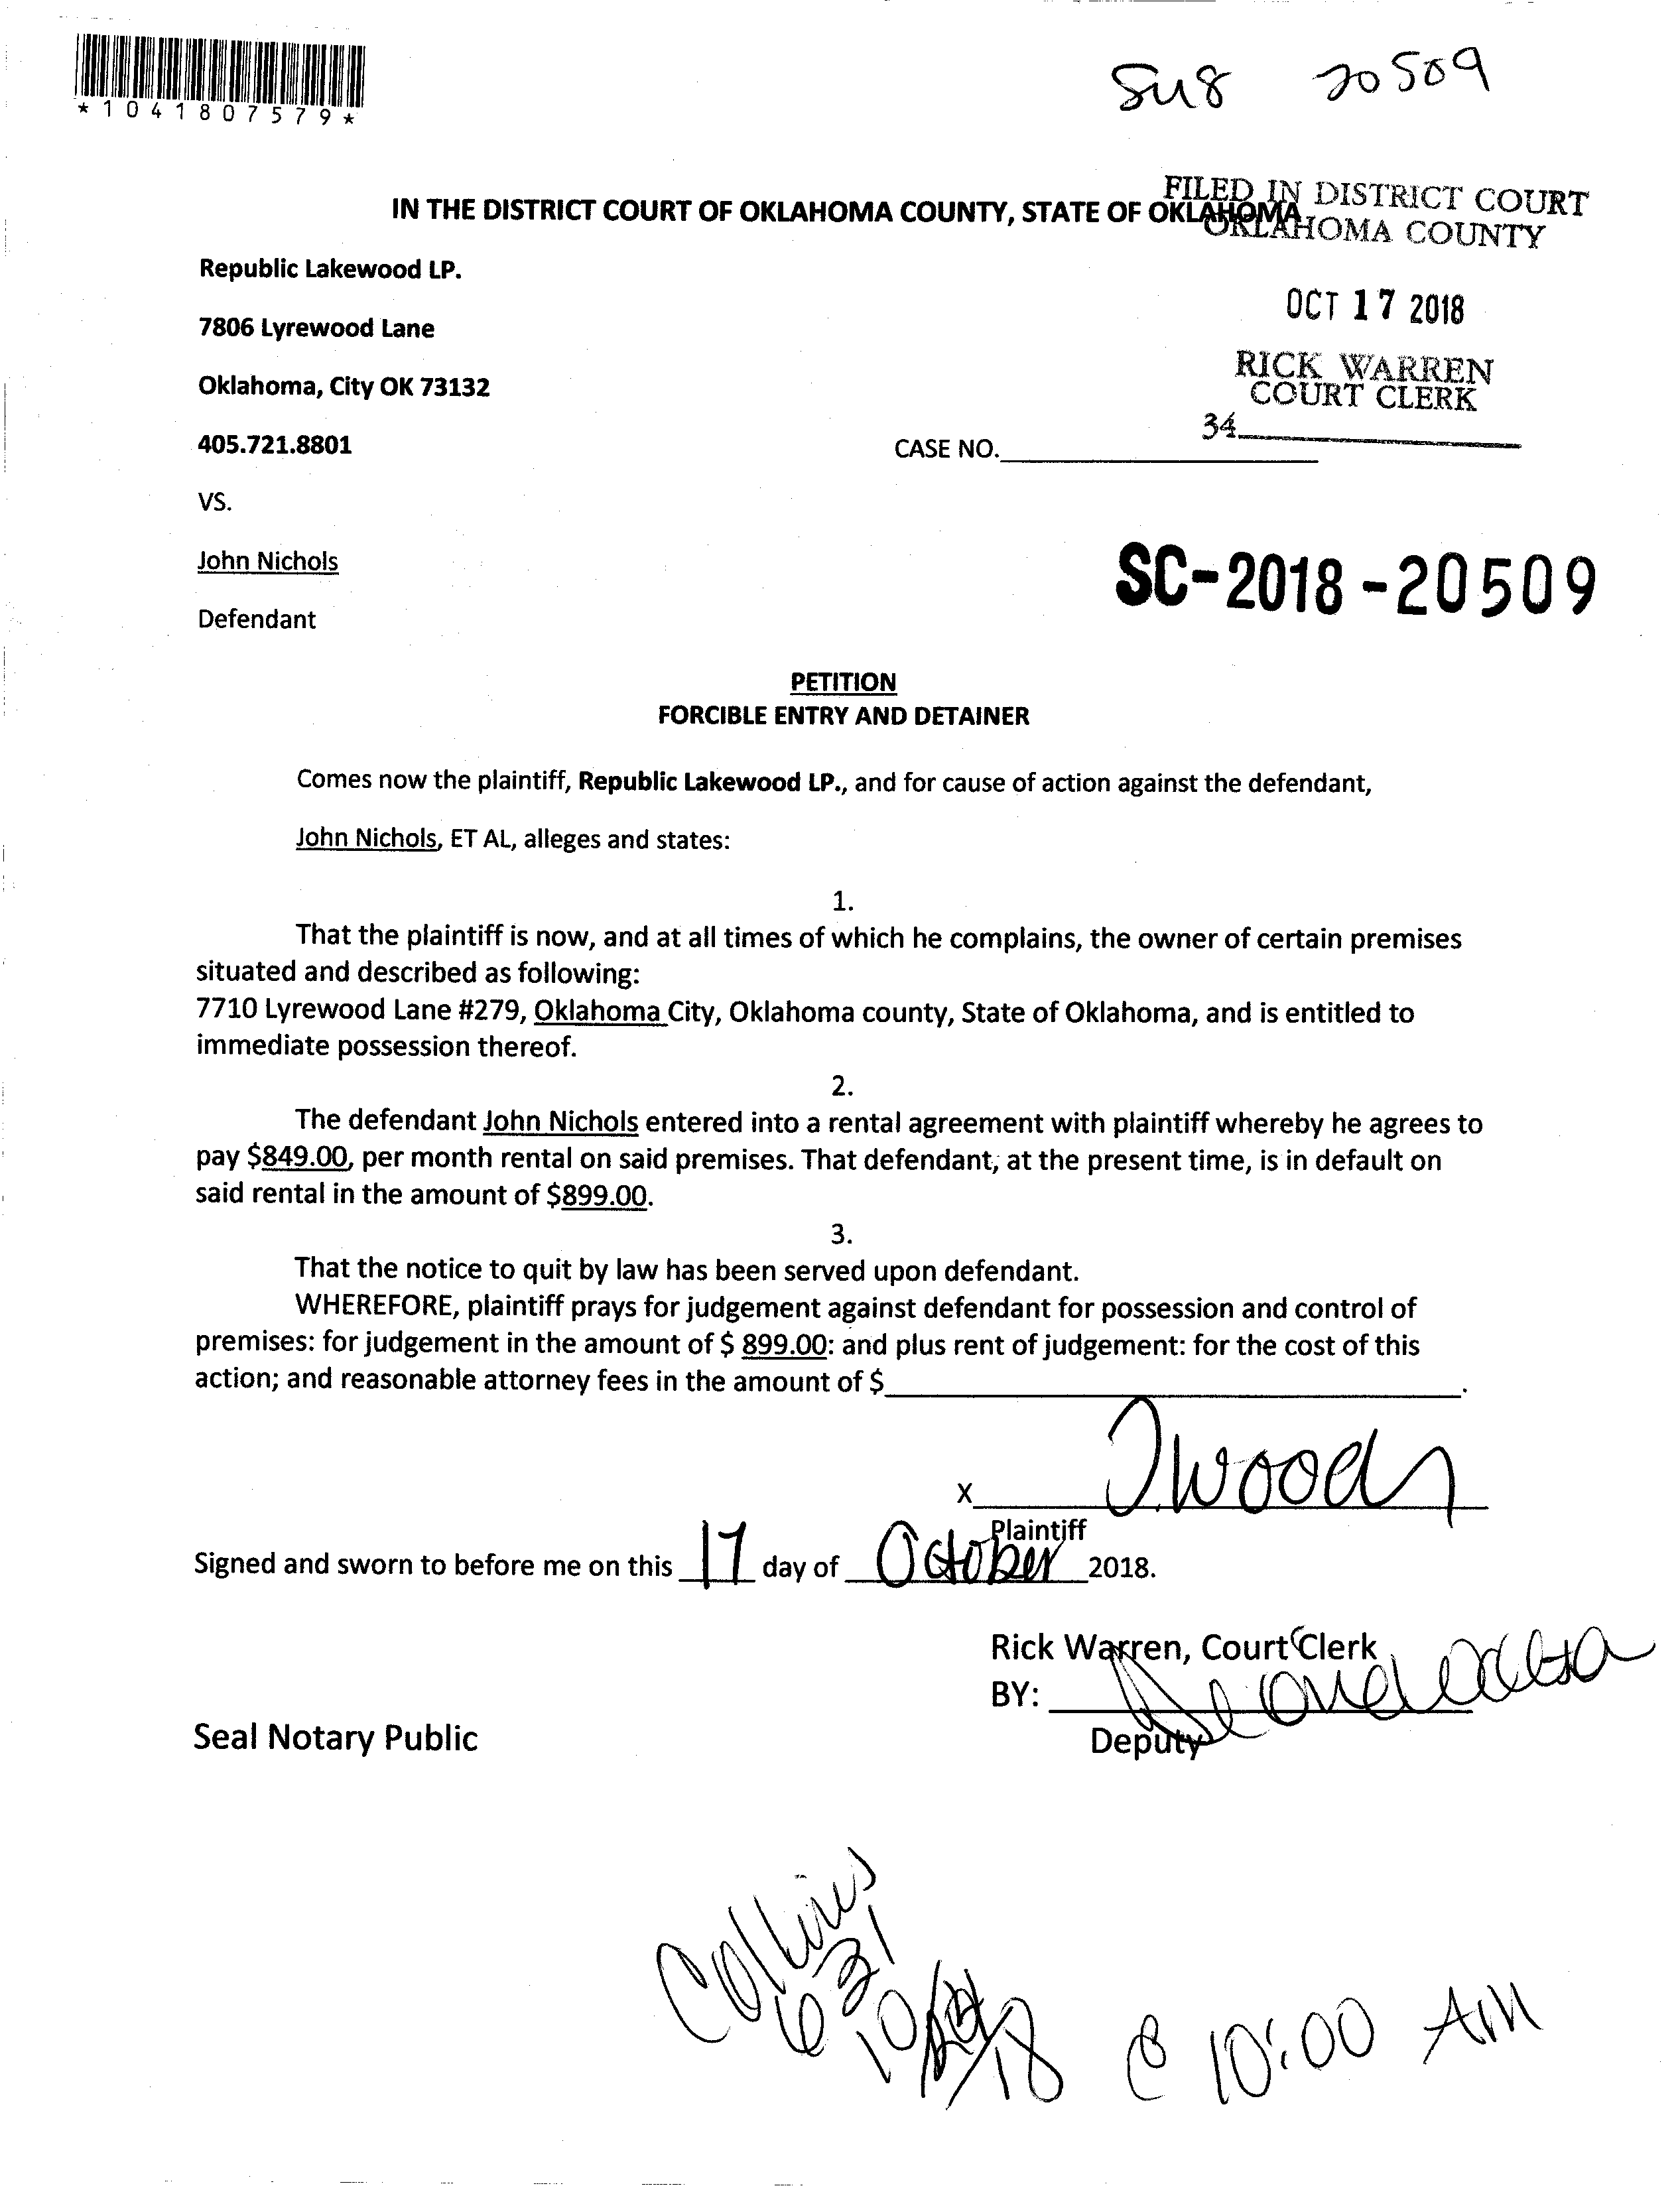 *1041807579*
20509
FILED IN DISTRICT COURT
OKLAHOMA COUNTY
IN THE DISTRICT COURT OF OKLAHOMA COUNTY, STATE OF OKLAHOMA
Republic Lakewood LP.
OCT 17 2018
7806 Lyrewood Lane
RICK WARREN
COURT CLERK
Oklahoma, City OK 73132
34
405.721.8801
CASE NO.
VS.
John Nichols
SC-2018-20509
Defendant
PETITION
FORCIBLE ENTRY AND DETAINER
Comes now the plaintiff, Republic Lakewood LP., and for cause of action against the defendant,
John Nichols, ET AL, alleges and states:
1.
That the plaintiff is now, and at all times of which he complains, the owner of certain premises
situated and described as following:
7710 Lyrewood Lane #279, Oklahoma City, Oklahoma county, State of Oklahoma, and is entitled to
immediate possession thereof.
2.
The defendant John Nichols entered into a rental agreement with plaintiff whereby he agrees to
pay $849.00, per month rental on said premises. That defendant, at the present time, is in default on
said rental in the amount of $899.00.
3.
That the notice to quit by law has been served upon defendant.
WHEREFORE, plaintiff prays for judgement against defendant for possession and control of
premises: for judgement in the amount of $ 899.00: and plus rent of judgement: for the cost of this
action; and reasonable attorney fees in the amount of $ .
X J.Woods
Plaintiff
Signed and sworn to before me on this 17 day of October 2018.
Rick Warren, Court Clerk
BY:
Seal Notary Public
Deputy
Collins
621
@ 10:00 AM